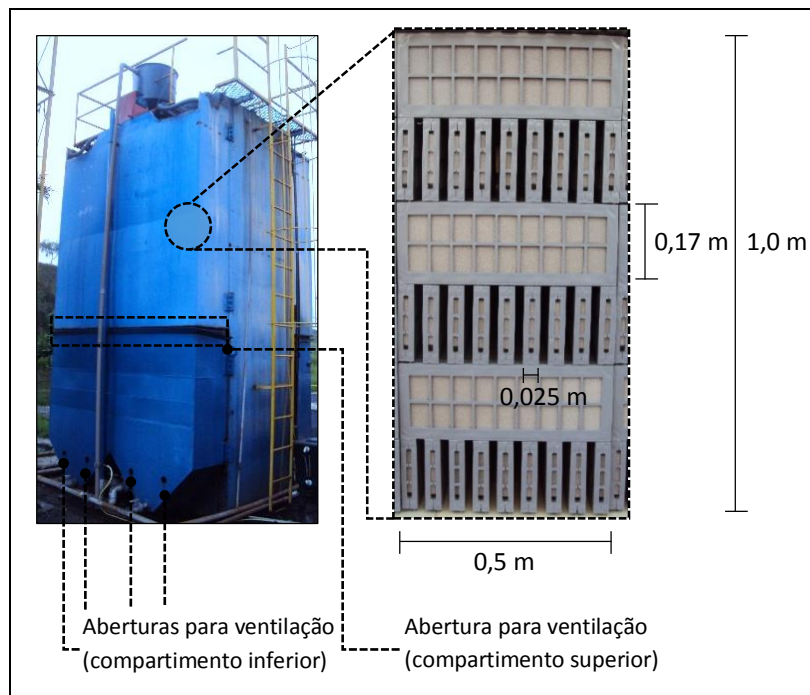 0,17 m
1,0 m
0,025 m
0,5 m
Aberturas para ventilação
(compartimento inferior)
Abertura para ventilação
(compartimento superior)